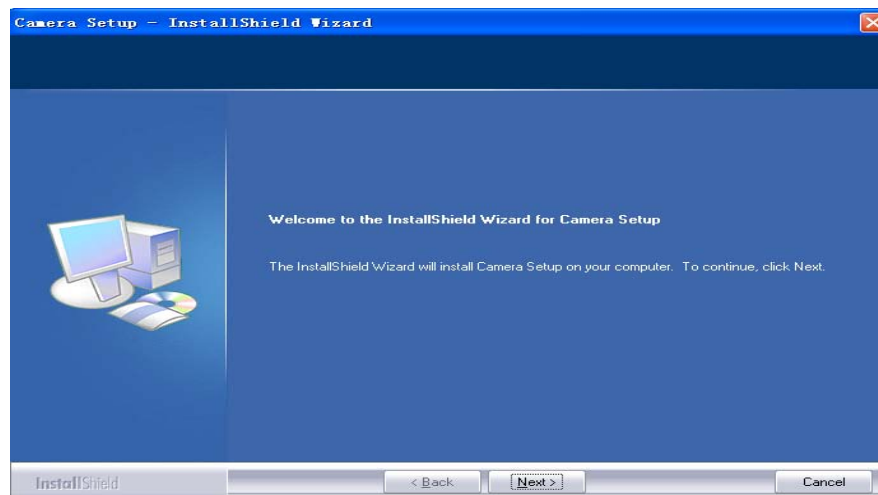 Camera Setup - InstallShield Wizard
Welcome to the InstallShield Wizard for Camera Setup
The InstallShield Wizard will install Camera Setup on your computer. To continue, click Next.
InstallShield
< Back
Next >
Cancel